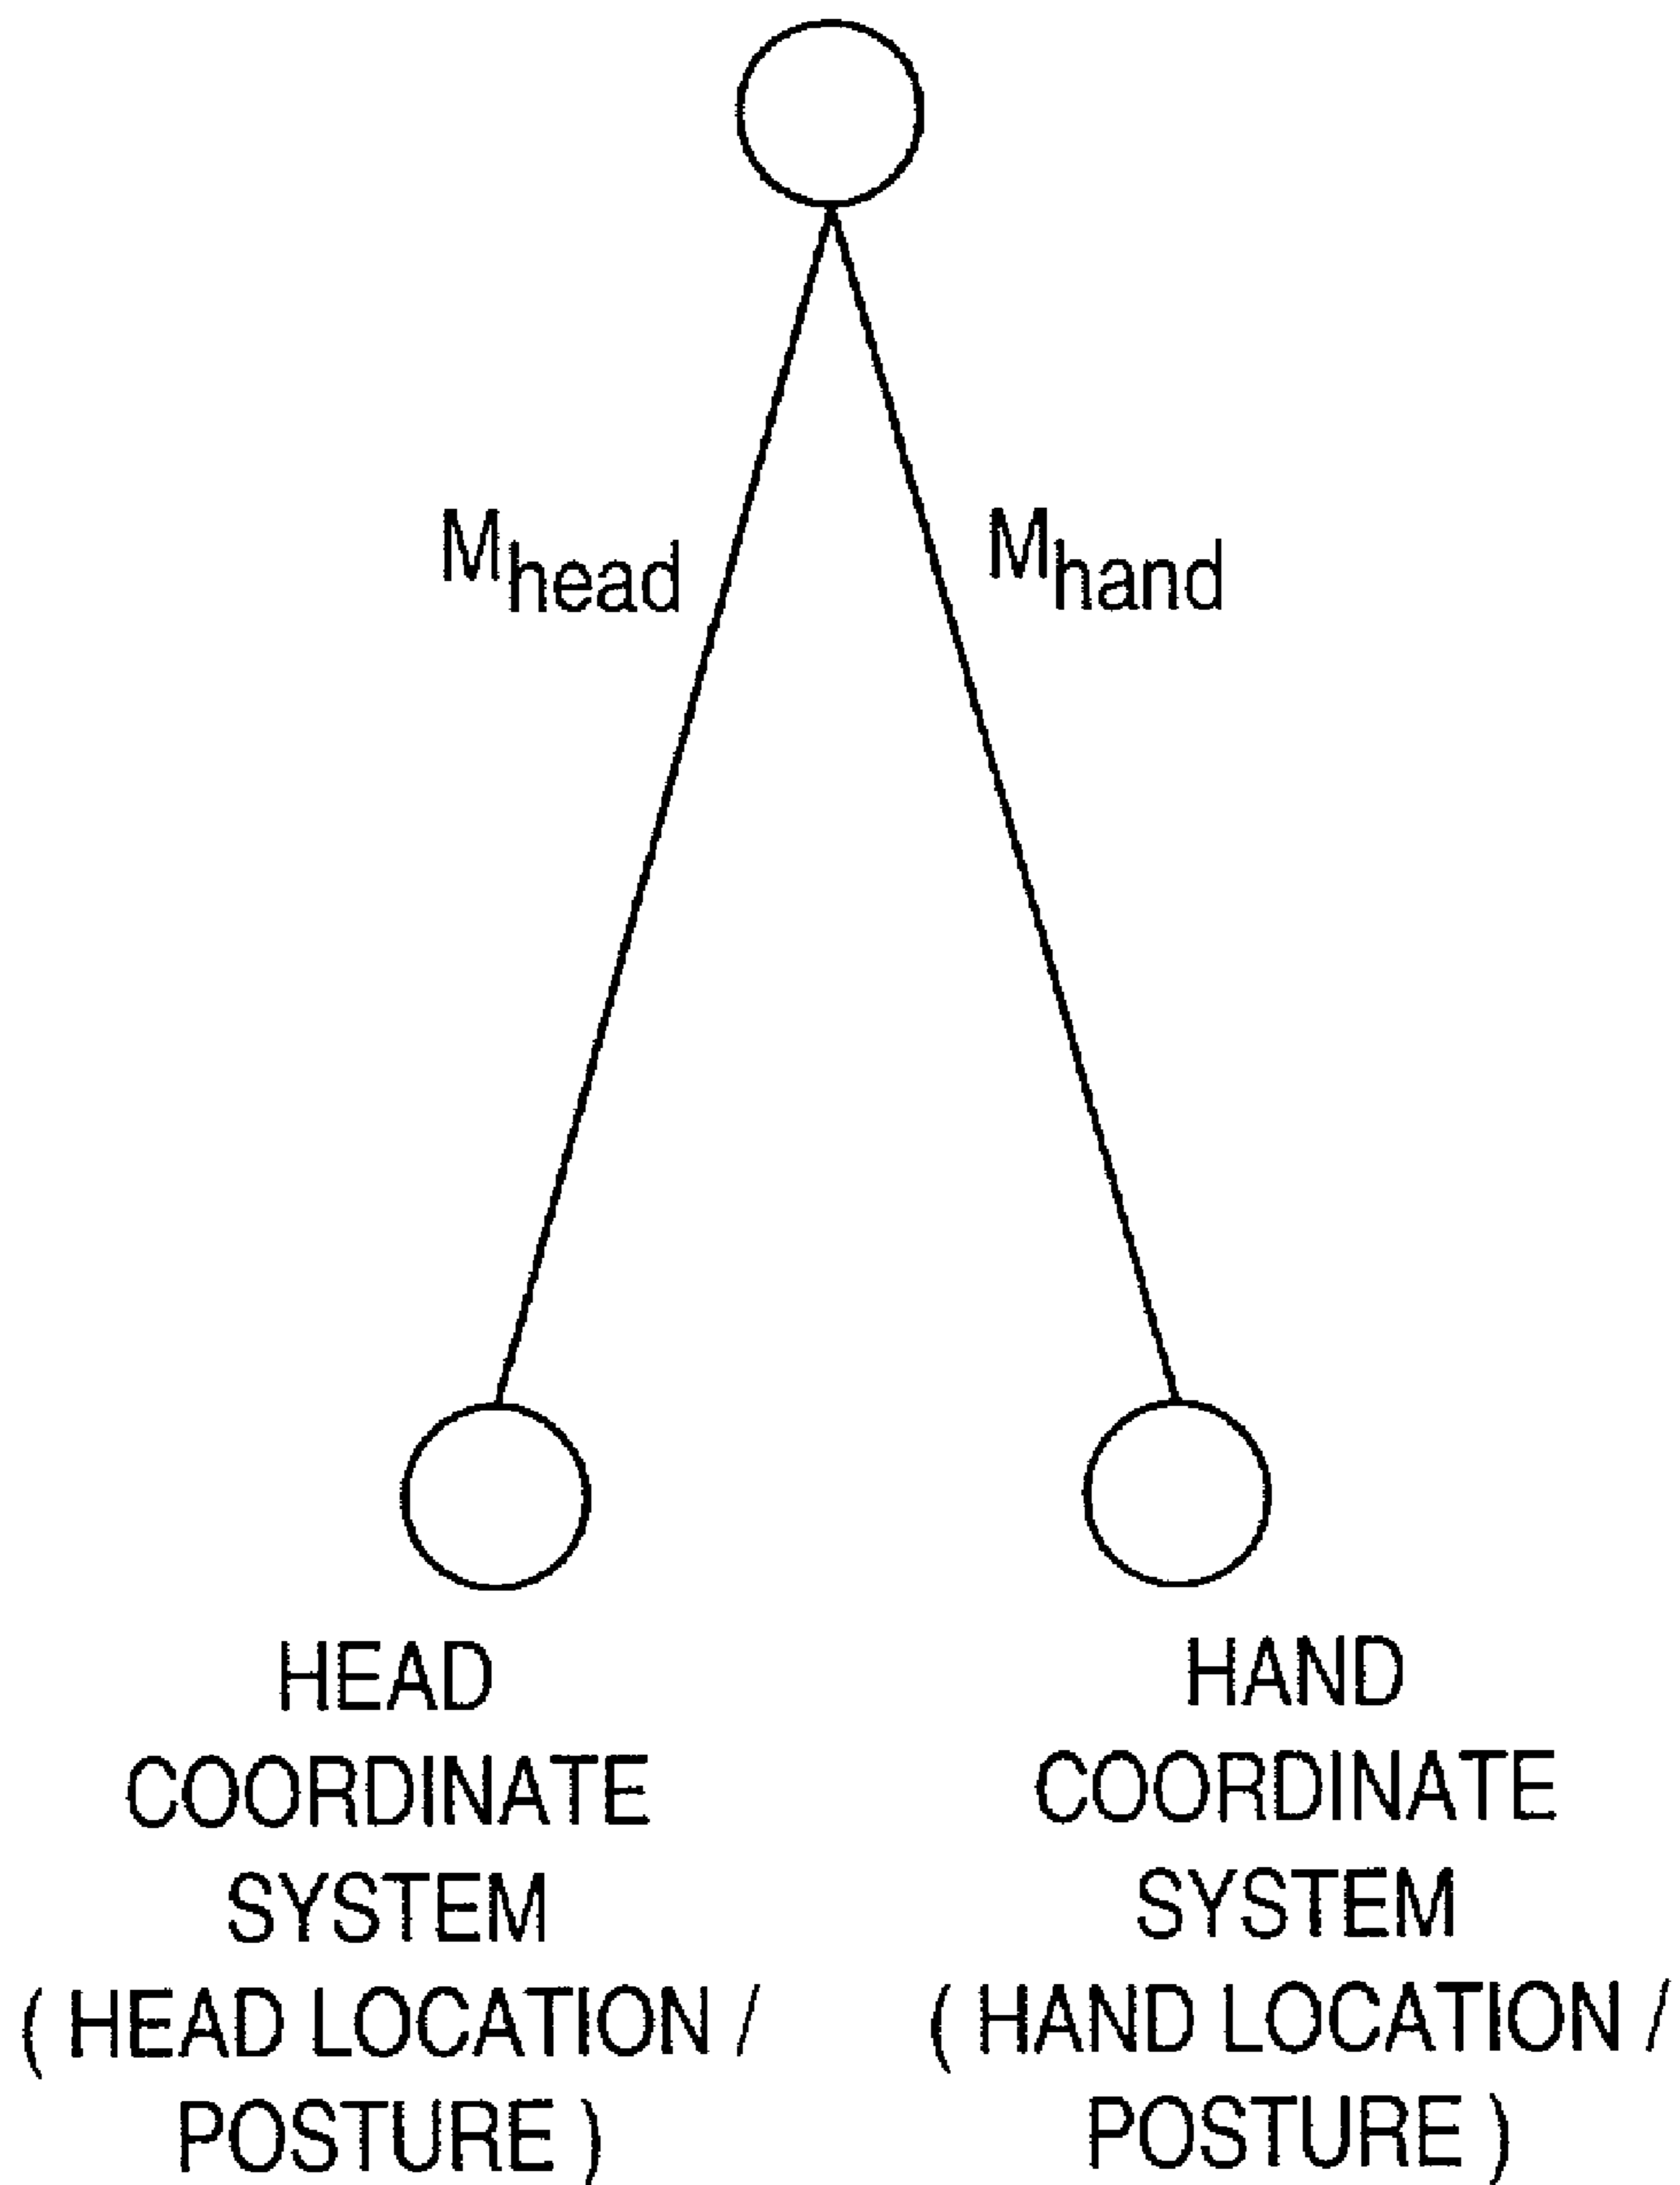 Mhead
Mhand
HEAD
COORDINATE
SYSTEM
( HEAD LOCATION /
POSTURE )
HAND
COORDINATE
SYSTEM
( HAND LOCATION /
POSTURE )